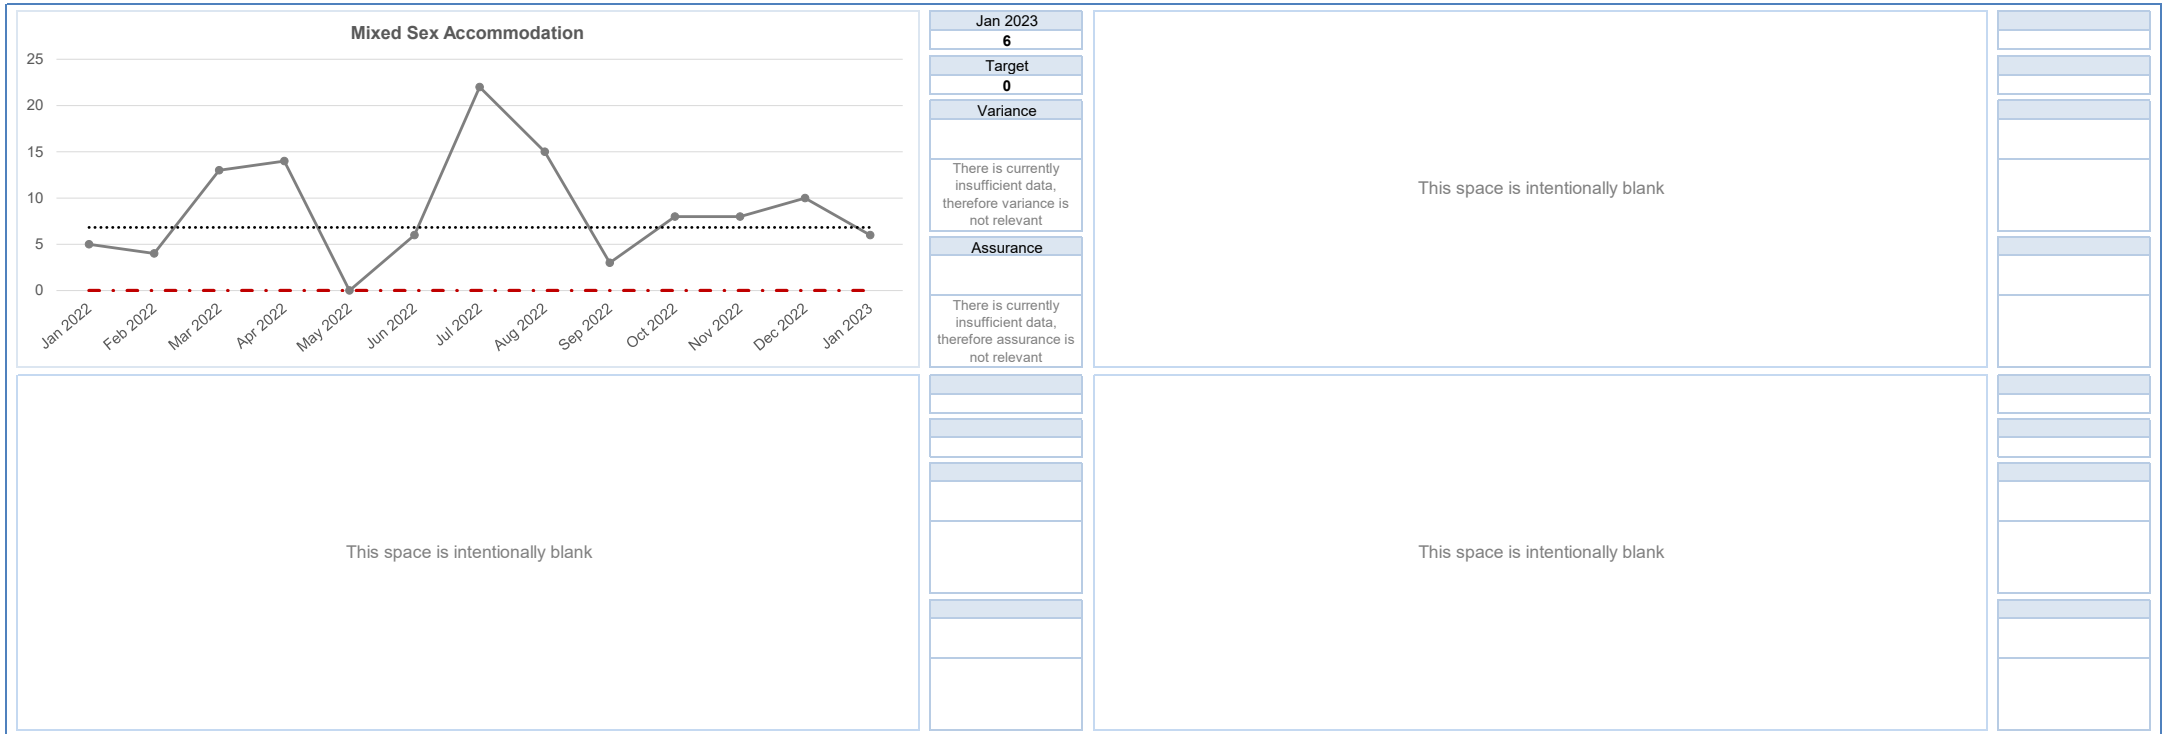 Mixed Sex Accommodation
25
20
15
10
5
0
Jan 2022
Feb 2022
Mar 2022
Apr 2022
May 2022
Jun 2022
Jul 2022
Aug 2022
Sep 2022
Oct 2022
Nov 2022
Dec 2022
Jan 2023
Jan 2023
6
Target
0
Variance
There is currently
insufficient data,
therefore variance is
not relevant
Assurance
There is currently
insufficient data,
therefore assurance is
not relevant
This space is intentionally blank
This space is intentionally blank
This space is intentionally blank